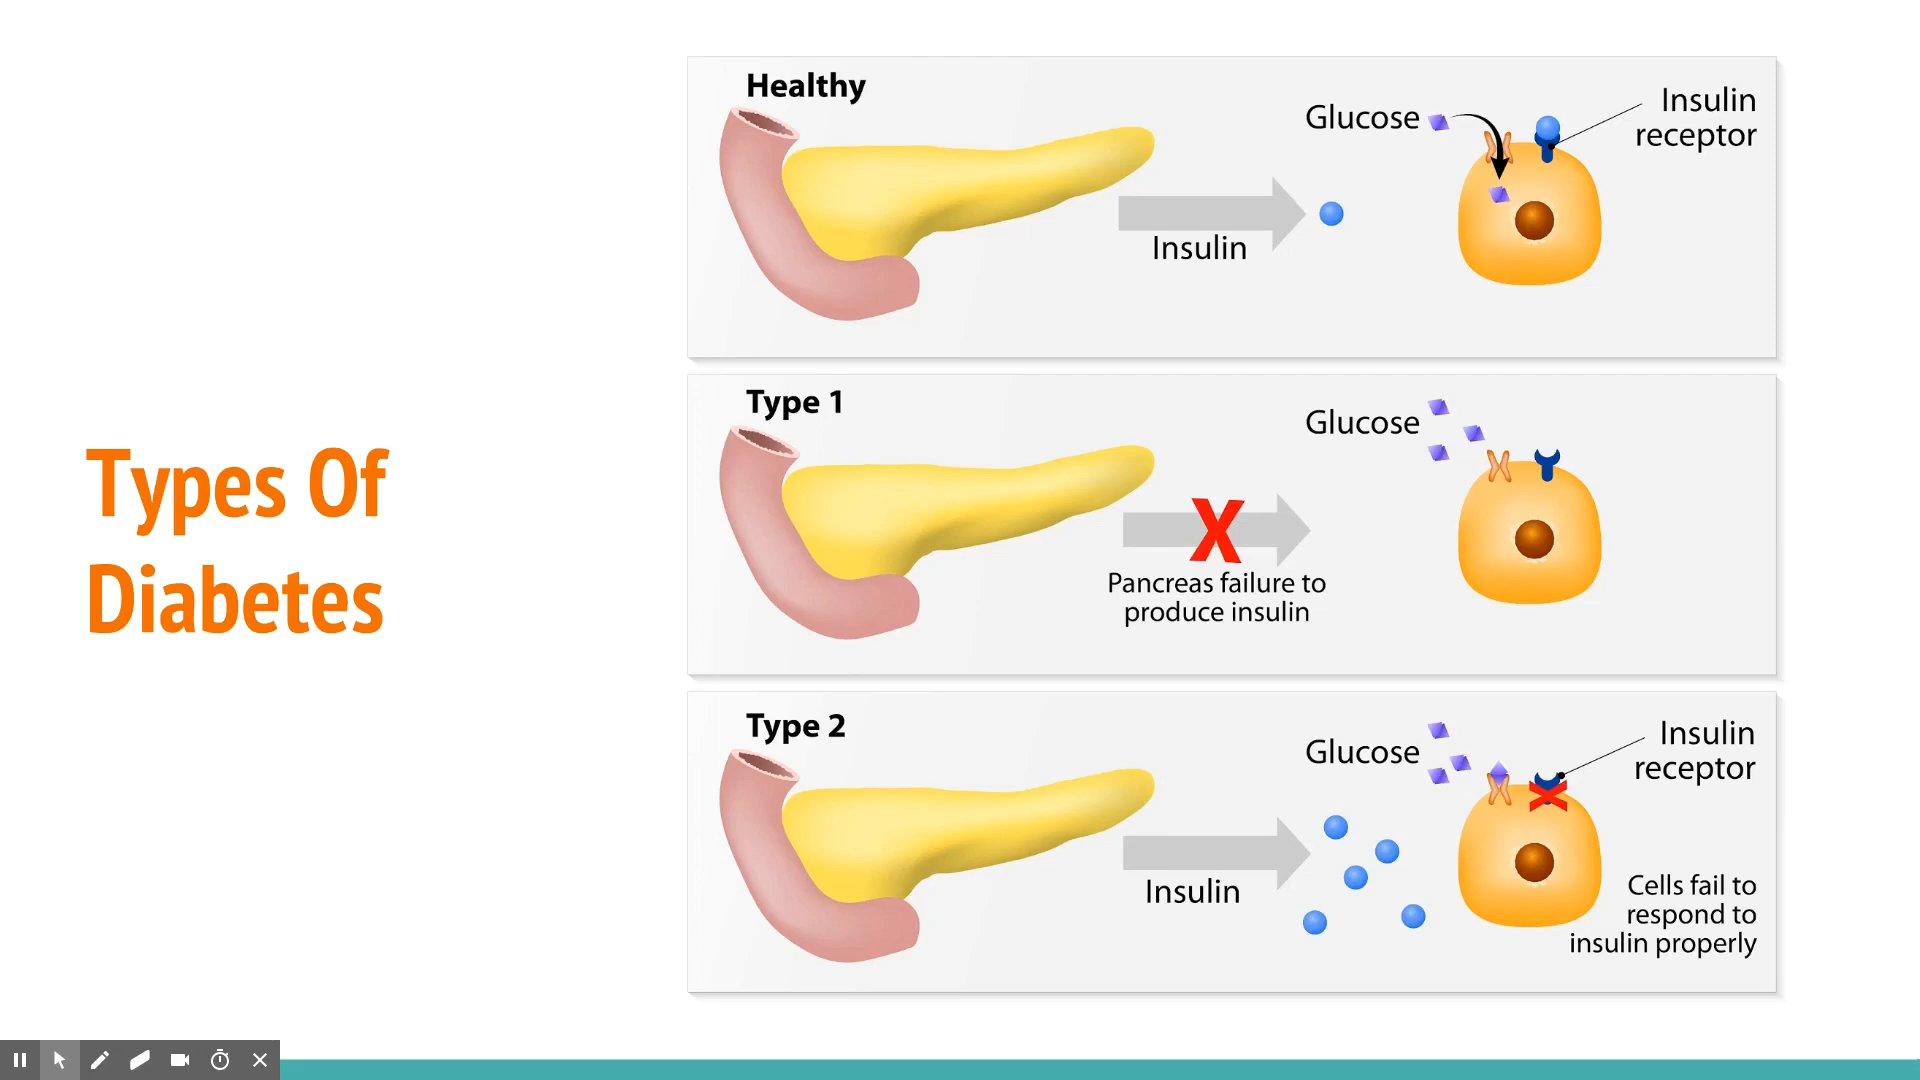 Types Of
Diabetes
Healthy
Glucose
Insulin
receptor
Insulin
Type 1
Glucose
X
Pancreas failure to
produce insulin
Type 2
Glucose
Insulin
receptor
Insulin
Cells fail to
respond to
insulin properly